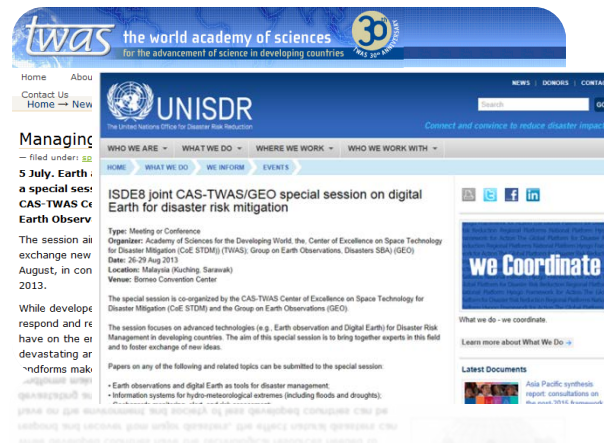 twas
the world academy of sciences
for the advancement of science in developing countries
30th
TWAS 30th ANNIVERSARY
Home Abou
Contact Us
Home → New
Managing
— filed under: sp
5 July. Earth
a special sess
CAS-TWAS Ce
Earth Observ
The session ai
exchange new
August, in con
2013.
While develope
respond and re
have on the en
devastating ar
landforms make
UNISDR
The United Nations Office for Disaster Risk Reduction
NEWS | DONORS | CONTAC
Search GO
Connect and convince to reduce disaster impact
WHO WE ARE WHAT WE DO WHERE WE WORK WHO WE WORK WITH
HOME WHAT WE DO WE INFORM EVENTS
ISDE8 joint CAS-TWAS/GEO special session on digital
Earth for disaster risk mitigation
Type: Meeting or Conference
Organizer: Academy of Sciences for the Developing World, the, Center of Excellence on Space Technology
for Disaster Mitigation (CoE STDM)) (TWAS); Group on Earth Observations, Disasters SBA) (GEO)
Date: 26-29 Aug 2013
Location: Malaysia (Kuching, Sarawak)
Venue: Borneo Convention Center
The special session is co-organized by the CAS-TWAS Center of Excellence on Space Technology for
Disaster Mitigation (CoE STDM) and the Group on Earth Observations (GEO).
The session focuses on advanced technologies (e.g., Earth observation and Digital Earth) for Disaster Risk
Management in developing countries. The aim of this special session is to bring together experts in this field
and to foster exchange of new ideas.
Papers on any of the following and related topics can be submitted to the special session:
• Earth observations and digital Earth as tools for disaster management;
• Information systems for hydro-meteorological extremes (including floods and droughts);
we Coordinate
What we do - we coordinate.
Learn more about What We Do
Latest Documents
Asia Pacific synthesis
report: consultations on
the post-2015 framework